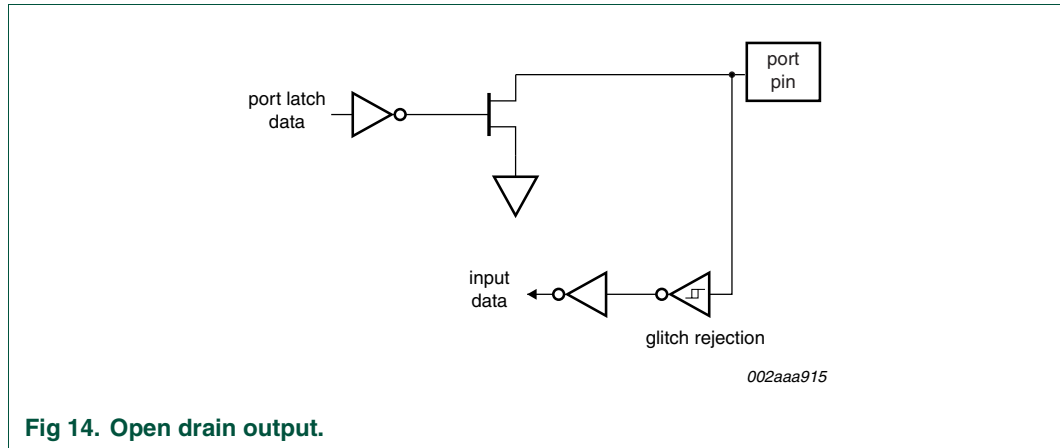 port
pin
port latch
data
input
data
glitch rejection
002aaa915
Fig 14. Open drain output.